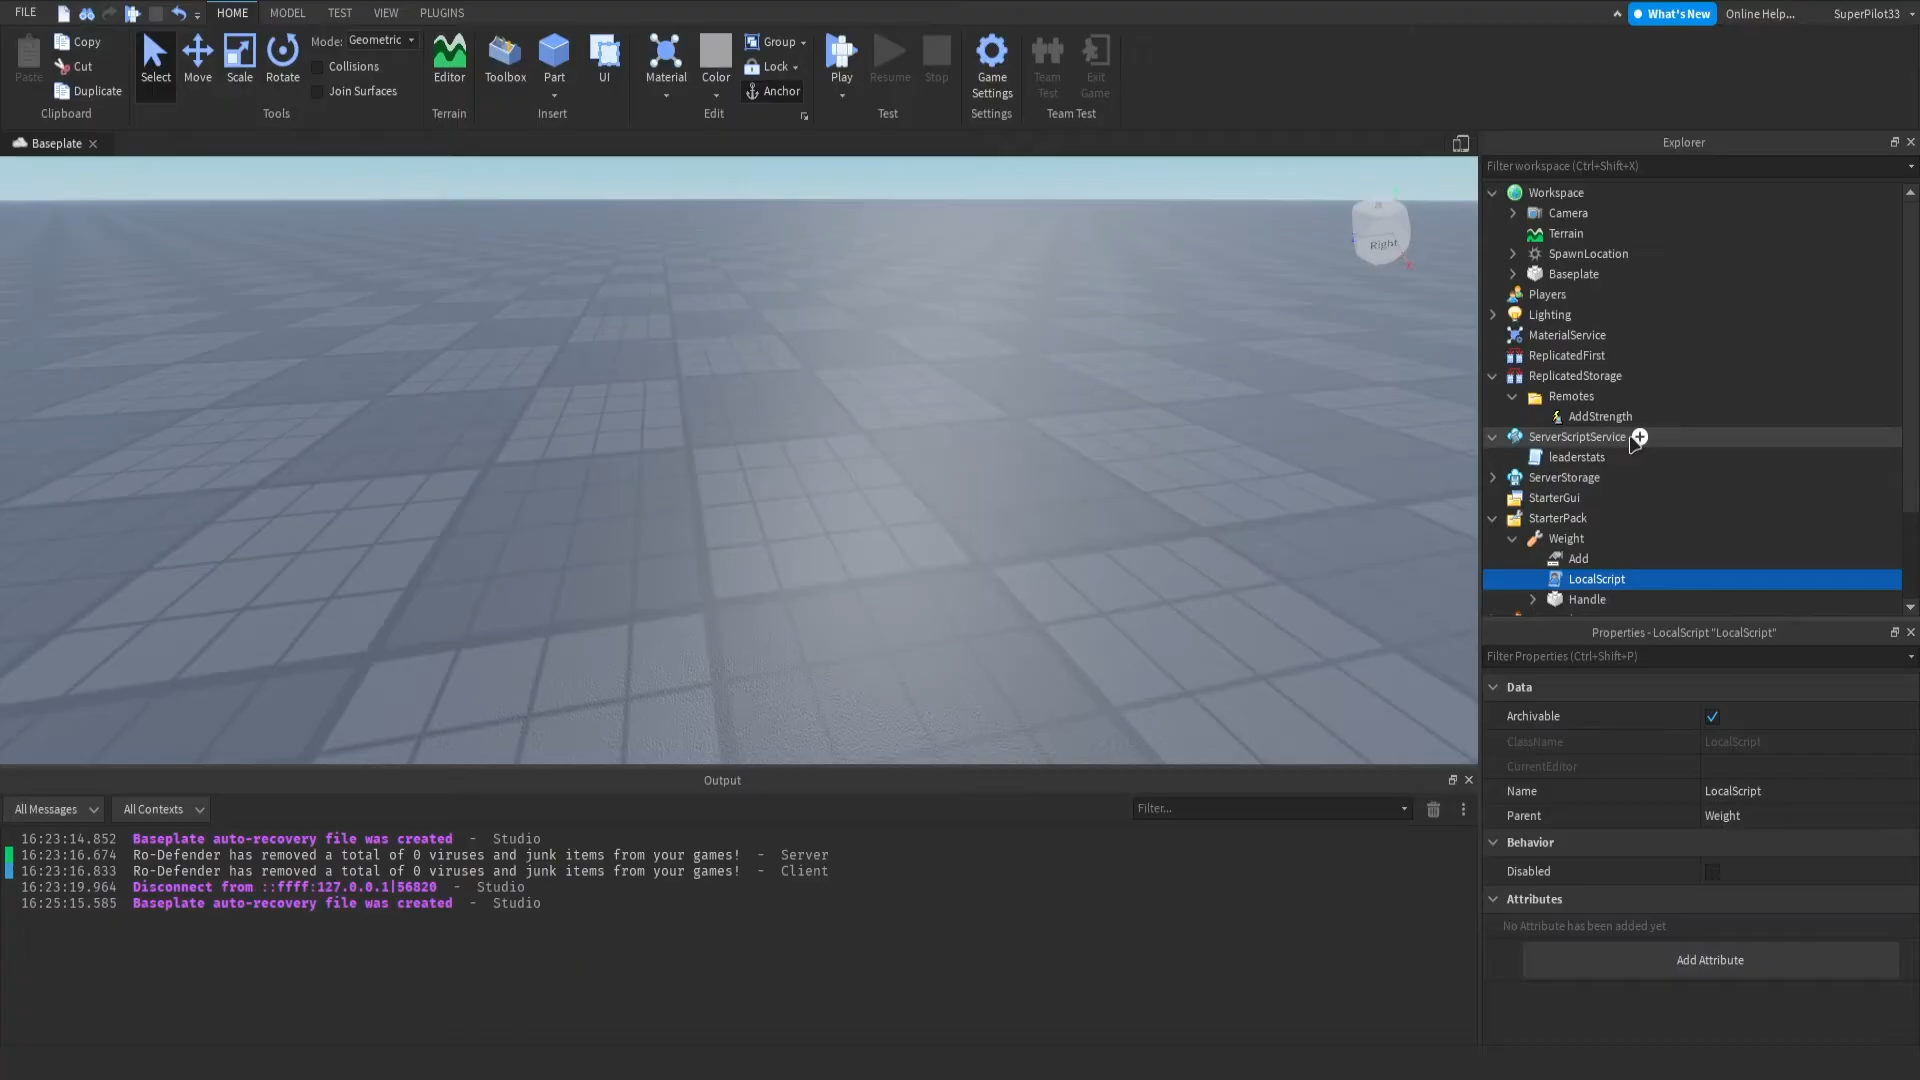 FILE HOME MODEL TEST VIEW PLUGINS What's New Online Help... SuperPilot33
Paste Copy Cut Duplicate Clipboard
Select Move Scale Rotate Mode: Geometric Collisions Join Surfaces Tools
Editor Terrain
Toolbox Part UI Insert
Material Color Group Lock Anchor Edit
Play Resume Stop Test
Game Settings Settings
Team Test Exit Game Team Test
Baseplate
Right
Explorer
Filter workspace (Ctrl+Shift+X)
Workspace
Camera
Terrain
SpawnLocation
Baseplate
Players
Lighting
MaterialService
ReplicatedFirst
ReplicatedStorage
Remotes
AddStrength
ServerScriptService
leaderstats
ServerStorage
StarterGui
StarterPack
Weight
Add
LocalScript
Handle
Properties - LocalScript "LocalScript"
Filter Properties (Ctrl+Shift+P)
Data
Archivable
ClassName LocalScript
CurrentEditor
Name LocalScript
Parent Weight
Behavior
Disabled
Attributes
No Attribute has been added yet
Add Attribute
Output
All Messages All Contexts Filter...
16:23:14.852 Baseplate auto-recovery file was created - Studio
16:23:16.674 Ro-Defender has removed a total of 0 viruses and junk items from your games! - Server
16:23:16.833 Ro-Defender has removed a total of 0 viruses and junk items from your games! - Client
16:23:19.964 Disconnect from ::ffff:127.0.0.1|56820 - Studio
16:25:15.585 Baseplate auto-recovery file was created - Studio